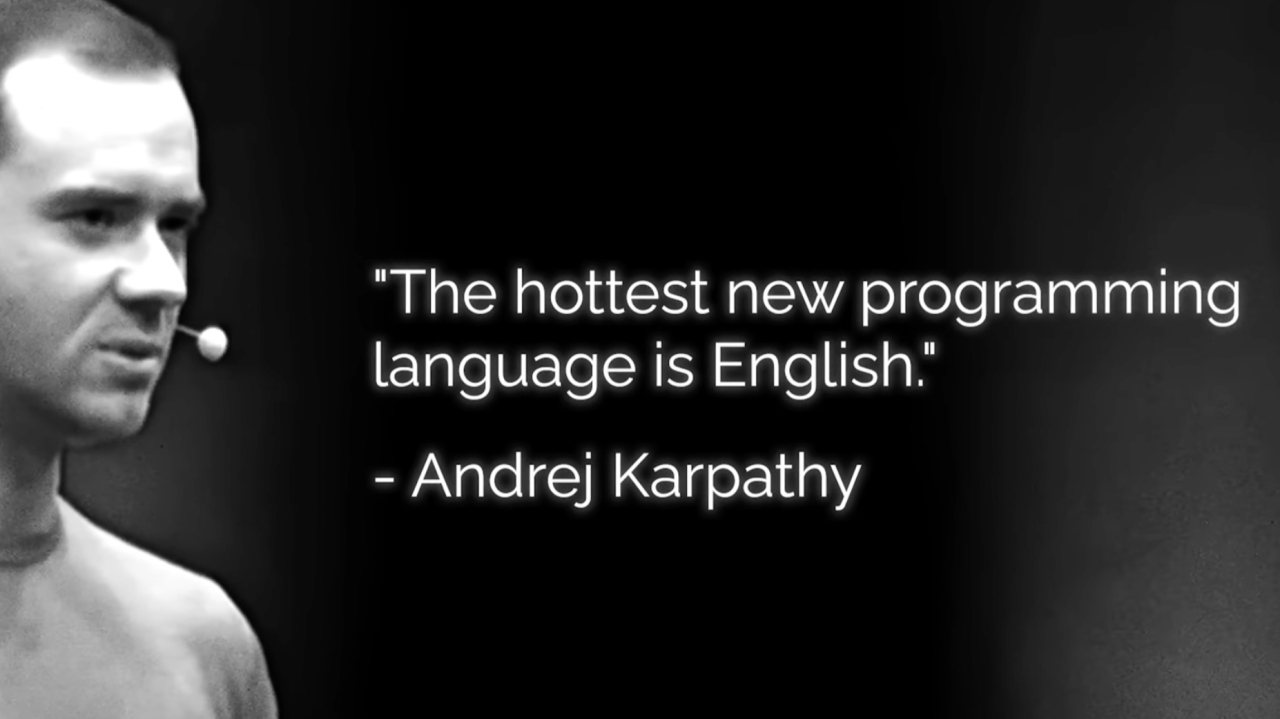 "The hottest new programming
language is English."
- Andrej Karpathy